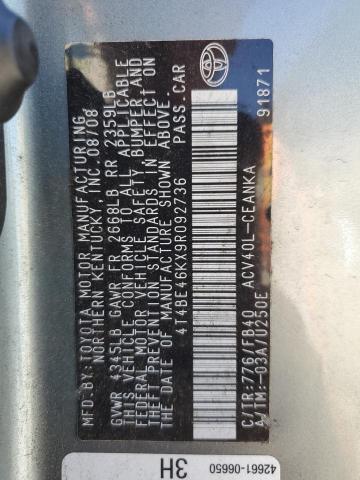 MFD.BY:TOYOTA MOTOR MANUFACTURING
NORTHERN KENTUCKY, INC. 08/08
GVWR 4345LB GAWR FR 2668LB RR 2359LB
THIS VEHICLE CONFORMS TO ALL APPLICABLE
FEDERAL MOTOR VEHICLE SAFETY, BUMPER, AND
THEFT PREVENTION STANDARDS IN EFFECT ON
THE DATE OF MANUFACTURE SHOWN ABOVE.
4T4BE46KX9R092736 PASS.CAR
C/TR:776/FB40 ACV40L-CEANKA
A/TM:-03A/U250E 91871
42661-06650
3H